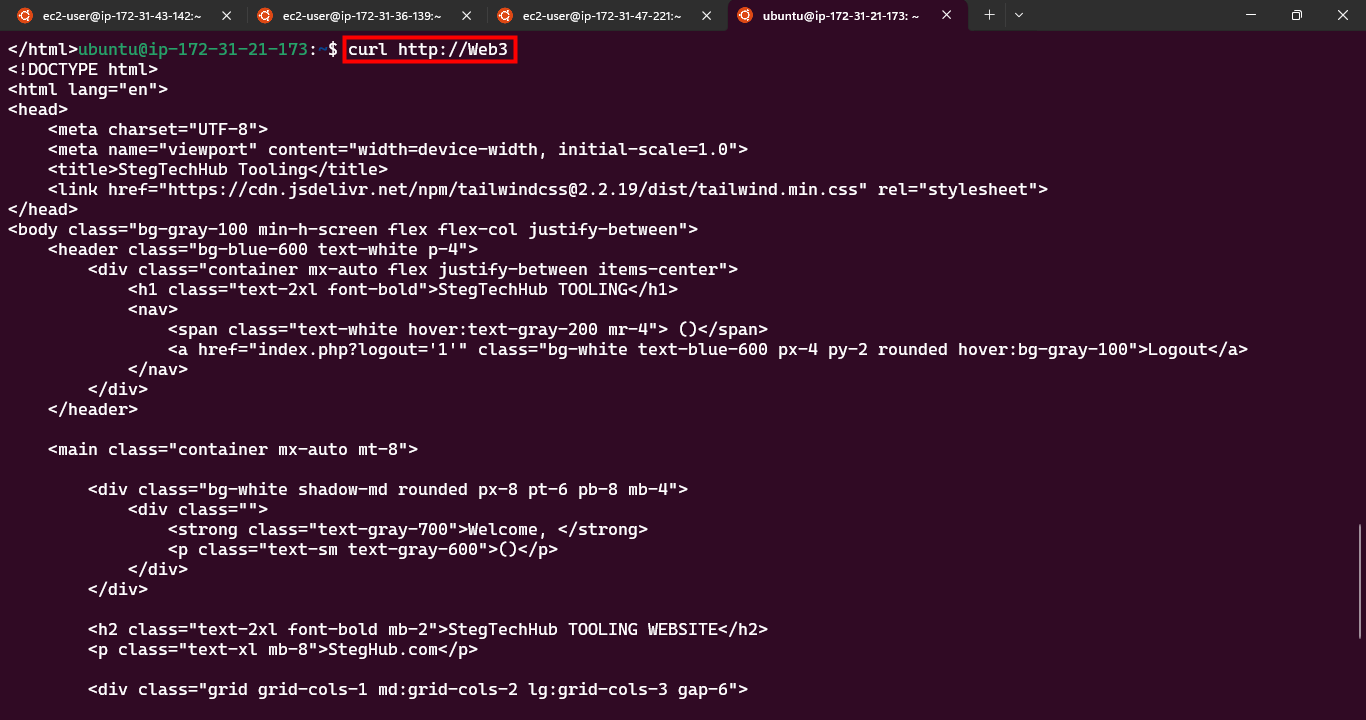 ec2-user@ip-172-31-43-142:~
ec2-user@ip-172-31-36-139:~
ec2-user@ip-172-31-47-221:~
ubuntu@ip-172-31-21-173: ~
</html>ubuntu@ip-172-31-21-173:~$ curl http://Web3
<!DOCTYPE html>
<html lang="en">
<head>
    <meta charset="UTF-8">
    <meta name="viewport" content="width=device-width, initial-scale=1.0">
    <title>StegTechHub Tooling</title>
    <link href="https://cdn.jsdelivr.net/npm/tailwindcss@2.2.19/dist/tailwind.min.css" rel="stylesheet">
</head>
<body class="bg-gray-100 min-h-screen flex flex-col justify-between">
    <header class="bg-blue-600 text-white p-4">
        <div class="container mx-auto flex justify-between items-center">
            <h1 class="text-2xl font-bold">StegTechHub TOOLING</h1>
            <nav>
                <span class="text-white hover:text-gray-200 mr-4"> ()</span>
                <a href="index.php?logout='1'" class="bg-white text-blue-600 px-4 py-2 rounded hover:bg-gray-100">Logout</a>
            </nav>
        </div>
    </header>
    <main class="container mx-auto mt-8">
        <div class="bg-white shadow-md rounded px-8 pt-6 pb-8 mb-4">
            <div class="">
                <strong class="text-gray-700">Welcome, </strong>
                <p class="text-sm text-gray-600">()</p>
            </div>
        </div>
        <h2 class="text-2xl font-bold mb-2">StegTechHub TOOLING WEBSITE</h2>
        <p class="text-xl mb-8">StegHub.com</p>
        <div class="grid grid-cols-1 md:grid-cols-2 lg:grid-cols-3 gap-6">